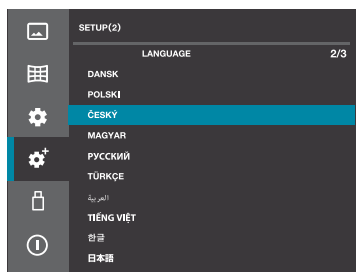 SETUP(2)
LANGUAGE 2/3
DANSK
POLSKI
ČESKÝ
MAGYAR
РУССКИЙ
TÜRKÇE
العربية
TIẾNG VIỆT
한글
日本語